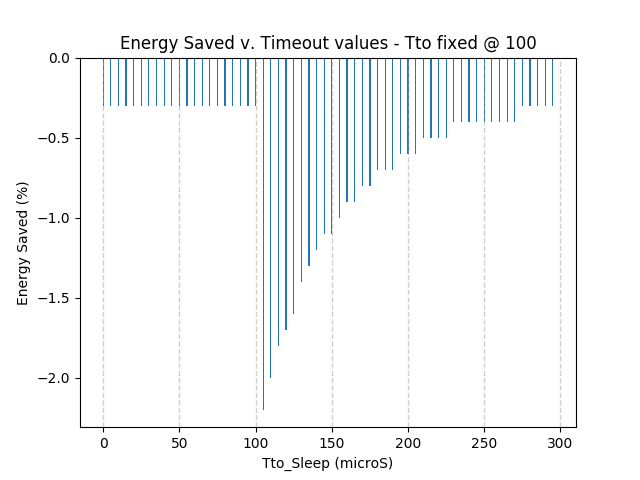 Energy Saved v. Timeout values - Tto fixed @ 100
0.0
−0.5
−1.0
−1.5
−2.0
Energy Saved (%)
0 50 100 150 200 250 300
Tto_Sleep (microS)